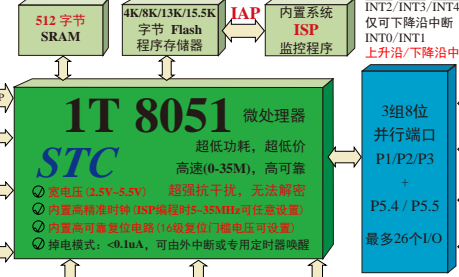 512 字节
SRAM
4K/8K/13K/15.5K
字节 Flash
程序存储器
IAP
内置系统
ISP
监控程序
INT2/INT3/INT4
仅可下降沿中断
INT0/INT1
上升沿/下降沿中
1T 8051 微处理器
超低功耗，超低价
STC 高速(0-35M)，高可靠
宽电压(2.5V~5.5V) 超强抗干扰，无法解密
内置高精准时钟(ISP编程时5~35MHz可任意设置)
内置高可靠复位电路(16级复位门槛电压可设置)
掉电模式：<0.1uA，可由外中断或专用定时器唤醒
3组8位
并行端口
P1/P2/P3
+
P5.4 / P5.5
最多26个I/O